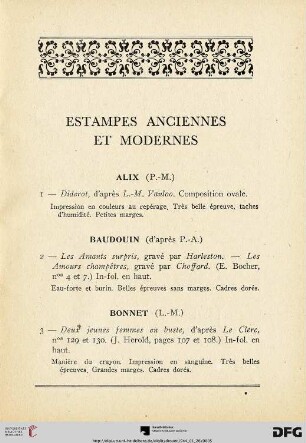 ESTAMPES ANCIENNES
ET MODERNES
ALIX (P.-M.)
1 — Diderot, d'après L.-M. Vanloo. Composition ovale.
Impression en couleurs au repérage. Très belle épreuve, taches
d'humidité. Petites marges.
BAUDOUIN (d'après P.-A.)
2 — Les Amants surpris, gravé par Harleston. — Les
Amours champêtres, gravé par Choffard. (E. Bocher,
nos 4 et 7.) In-fol. en haut.
Eau-forte et burin. Belles épreuves sans marges. Cadres dorés.
BONNET (L.-M.)
3 — Deux jeunes femmes en buste, d'après Le Clerc,
nos 129 et 130. (J. Herold, pages 107 et 108.) In-fol. en
haut.
Manière du crayon. Impression en sanguine. Très belles
épreuves, Grandes marges. Cadres dorés.
UNIVERSITÄTS-
BIBLIOTHEK
HEIDELBERG
DFG